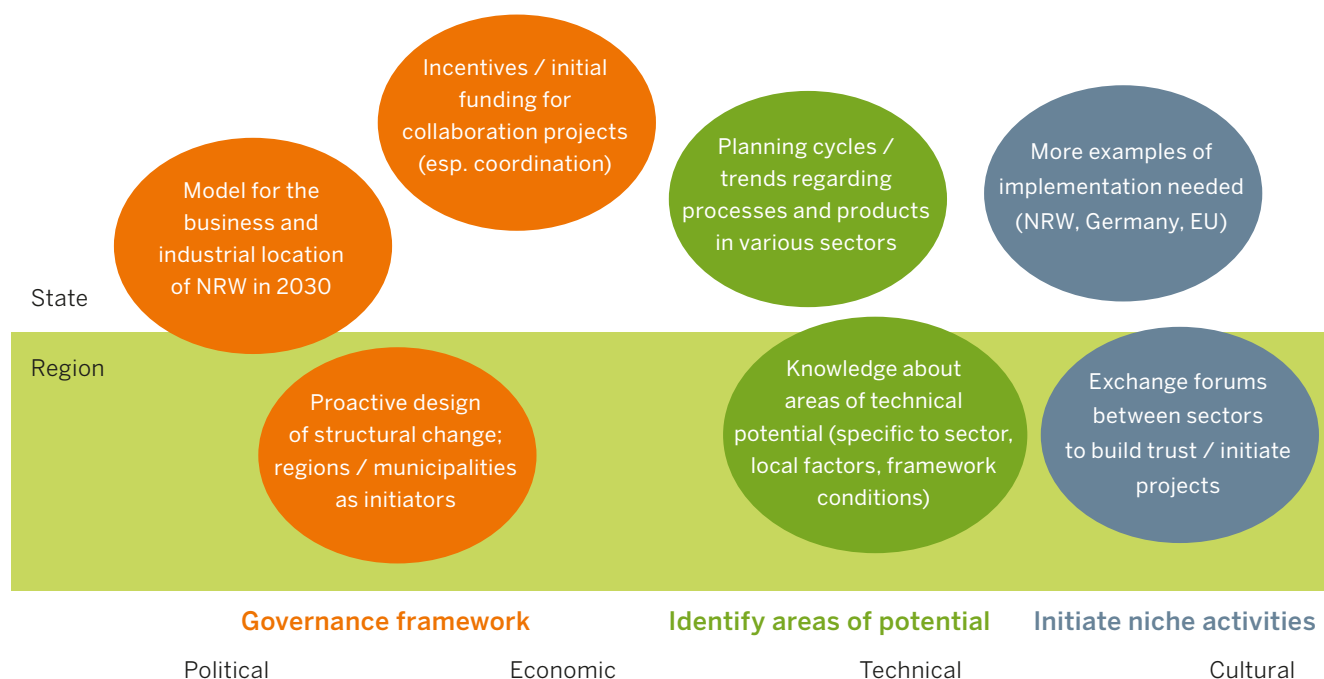 Incentives / initial
funding for
collaboration projects
(esp. coordination)
Model for the
business and
industrial location
of NRW in 2030
Planning cycles /
trends regarding
processes and products
in various sectors
More examples of
implementation needed
(NRW, Germany, EU)
State
Region
Proactive design
of structural change;
regions / municipalities
as initiators
Knowledge about
areas of technical
potential (specific to sector,
local factors, framework
conditions)
Exchange forums
between sectors
to build trust / initiate
projects
Governance framework
Identify areas of potential
Initiate niche activities
Political
Economic
Technical
Cultural